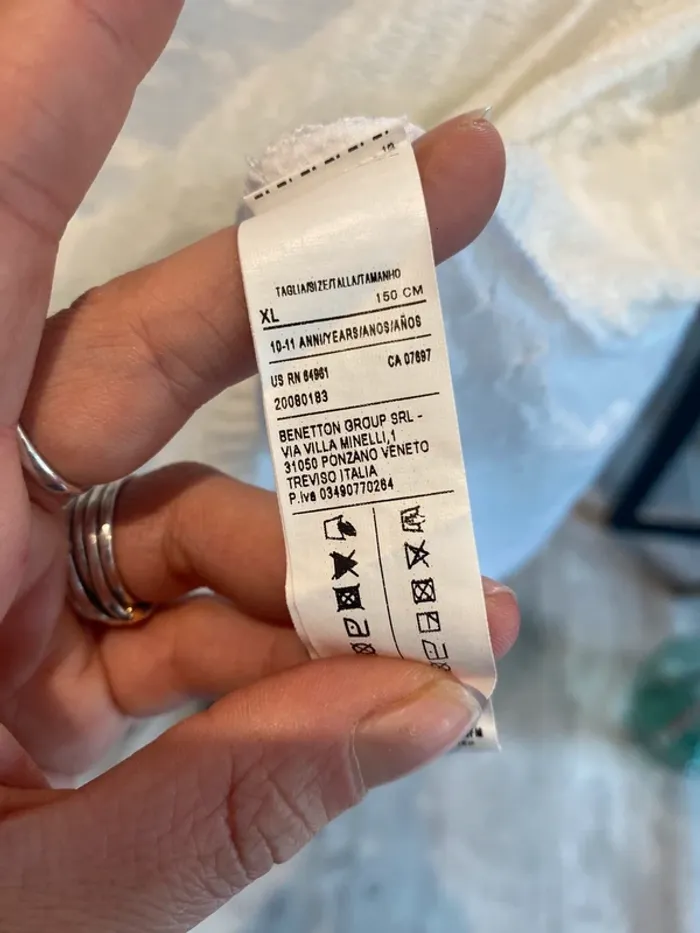 TAGLIA/SIZE/TALLA/TAMANHO
XL 150 CM
10-11 ANNI/YEARS/ANOS/AÑOS
US RN 64961 CA 07697
20080183
BENETTON GROUP SRL -
VIA VILLA MINELLI,1
31050 PONZANO VENETO
TREVISO ITALIA
P.Iva 03490770264